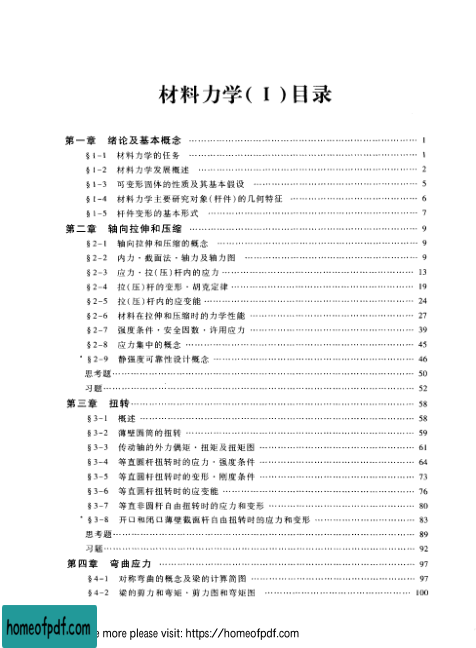 材料力学(Ⅰ)目录
第一章 绪论及基本概念 …… 1
§1-1 材料力学的任务 …… 1
§1-2 材料力学发展概述 …… 2
§1-3 可变形固体的性质及其基本假设 …… 5
§1-4 材料力学主要研究对象(杆件)的几何特征 …… 6
§1-5 杆件变形的基本形式 …… 7
第二章 轴向拉伸和压缩 …… 9
§2-1 轴向拉伸和压缩的概念 …… 9
§2-2 内力·截面法·轴力及轴力图 …… 9
§2-3 应力·拉(压)杆内的应力 …… 13
§2-4 拉(压)杆的变形·胡克定律 …… 19
§2-5 拉(压)杆内的应变能 …… 24
§2-6 材料在拉伸和压缩时的力学性能 …… 27
§2-7 强度条件·安全因数·许用应力 …… 39
§2-8 应力集中的概念 …… 45
*§2-9 静强度可靠性设计概念 …… 46
思考题 …… 50
习题 …… 52
第三章 扭转 …… 58
§3-1 概述 …… 58
§3-2 薄壁圆筒的扭转 …… 59
§3-3 传动轴的外力偶矩·扭矩及扭矩图 …… 61
§3-4 等直圆杆扭转时的应力·强度条件 …… 64
§3-5 等直圆杆扭转时的变形·刚度条件 …… 73
§3-6 等直圆杆扭转时的应变能 …… 76
§3-7 等直非圆杆自由扭转时的应力和变形 …… 80
*§3-8 开口和闭口薄壁截面杆自由扭转时的应力和变形 …… 83
思考题 …… 89
习题 …… 92
第四章 弯曲应力 …… 97
§4-1 对称弯曲的概念及梁的计算简图 …… 97
§4-2 梁的剪力和弯矩·剪力图和弯矩图 …… 100
homeofpdf.com
e more please visit: https://homeofpdf.com